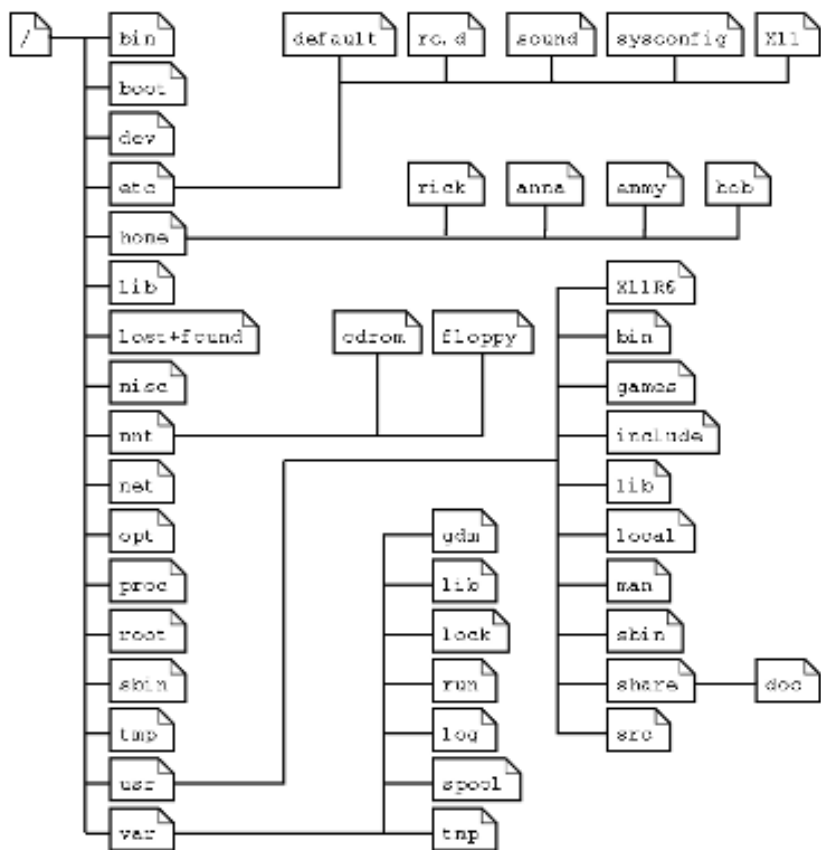 /
bin
default
rc.d
sound
sysconfig
X11
boot
dev
etc
rick
anna
emmy
bob
home
lib
X11R6
lost+found
cdrom
floppy
bin
misc
games
mnt
include
net
lib
opt
gdm
local
proc
lib
man
root
lock
sbin
sbin
run
share
doc
tmp
log
src
usr
spool
var
tmp